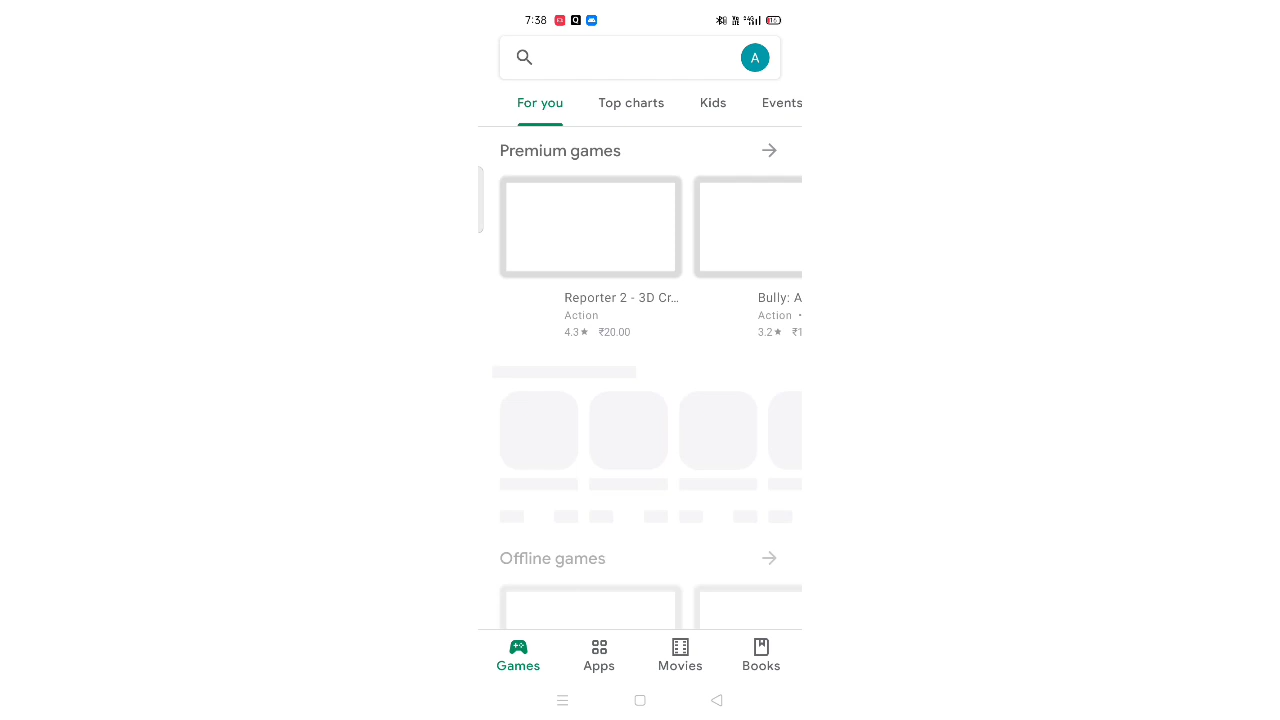 7:38
A
For you Top charts Kids Events
Premium games
Reporter 2 - 3D Cr... Bully: A
Action Action •
4.3★ ₹20.00 3.2★ ₹1
Offline games
Games Apps Movies Books